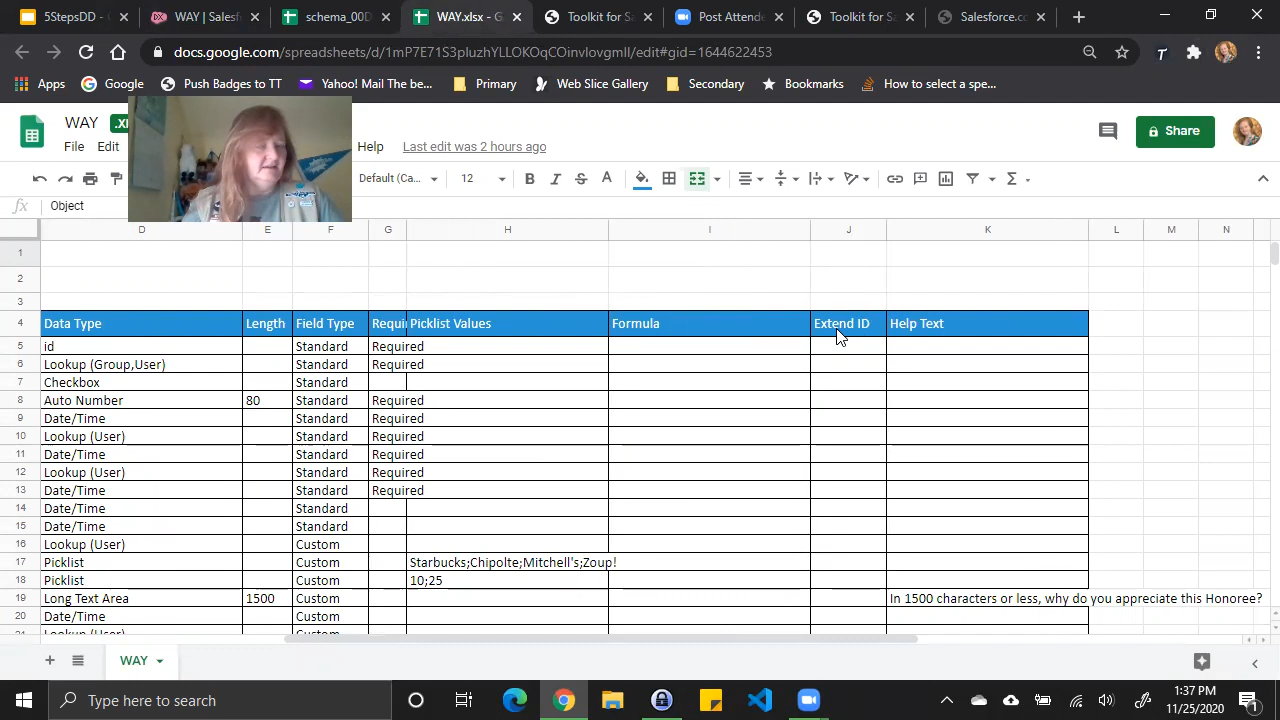 5StepsDD
WAY | Salesf
schema_00D
WAY.xlsx - G
Toolkit for Sa
Post Attende
Toolkit for Sa
Salesforce.co
docs.google.com/spreadsheets/d/1mP7E71S3pIuzhYLLOKOqCOinvlovgmII/edit#gid=1644622453
Apps Google Push Badges to TT Yahoo! Mail The be... Primary Web Slice Gallery Secondary Bookmarks How to select a spe...
WAY .XL
File Edit Help Last edit was 2 hours ago
Share
Default (Ca... 12 B I S A
fx Object
D E F G H I J K L M N
1
2
3
4 Data Type Length Field Type Requi Picklist Values Formula Extend ID Help Text
5 id Standard Required
6 Lookup (Group,User) Standard Required
7 Checkbox Standard
8 Auto Number 80 Standard Required
9 Date/Time Standard Required
10 Lookup (User) Standard Required
11 Date/Time Standard Required
12 Lookup (User) Standard Required
13 Date/Time Standard Required
14 Date/Time Standard
15 Date/Time Standard
16 Lookup (User) Custom
17 Picklist Custom Starbucks;Chipolte;Mitchell's;Zoup!
18 Picklist Custom 10;25
19 Long Text Area 1500 Custom In 1500 characters or less, why do you appreciate this Honoree?
20 Date/Time Custom
21 Lookup (User) Custom
WAY
Type here to search
1:37 PM
11/25/2020